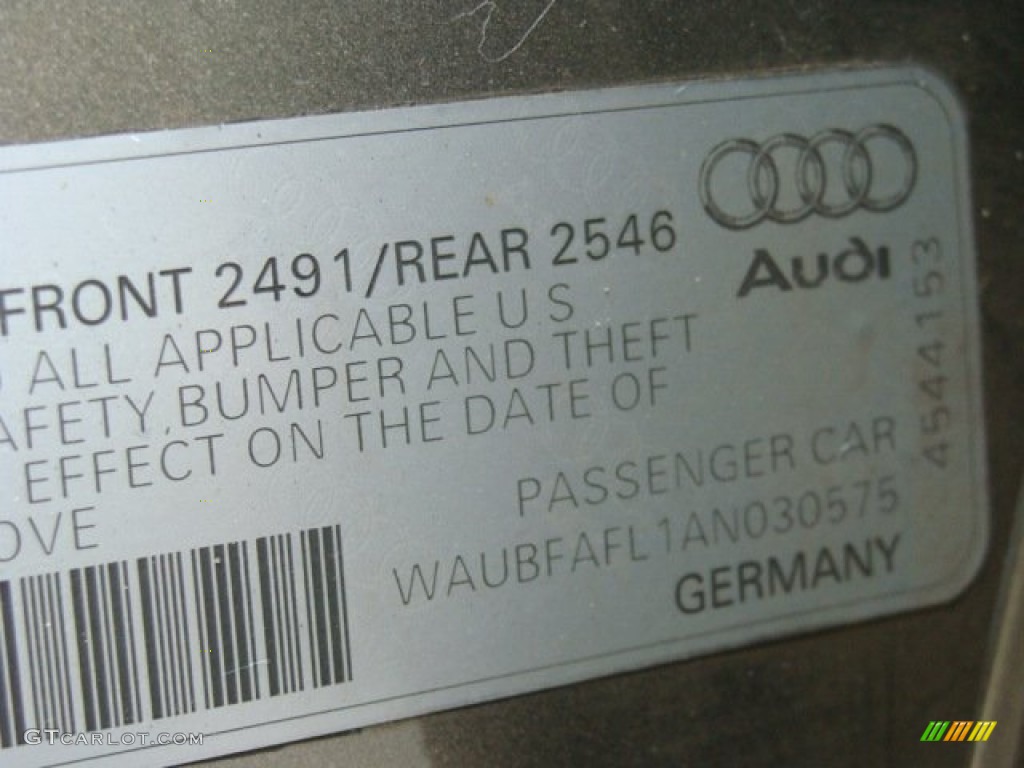 FRONT 2491/REAR 2546
ALL APPLICABLE U S
AFETY,BUMPER AND THEFT
EFFECT ON THE DATE OF
OVE
PASSENGER CAR
WAUBFAFL1AN030575
GERMANY
Audi
4544153
GTCARLOT.COM